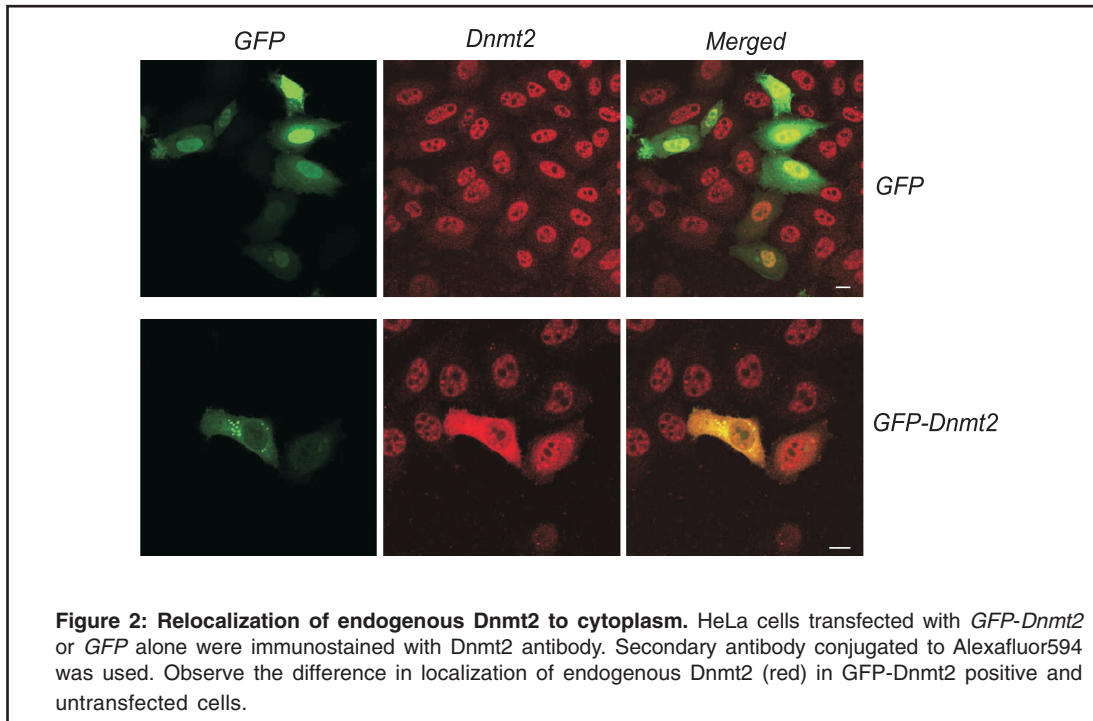 GFP Dnmt2 Merged
GFP
GFP-Dnmt2
Figure 2: Relocalization of endogenous Dnmt2 to cytoplasm. HeLa cells transfected with GFP-Dnmt2
or GFP alone were immunostained with Dnmt2 antibody. Secondary antibody conjugated to Alexafluor594
was used. Observe the difference in localization of endogenous Dnmt2 (red) in GFP-Dnmt2 positive and
untransfected cells.